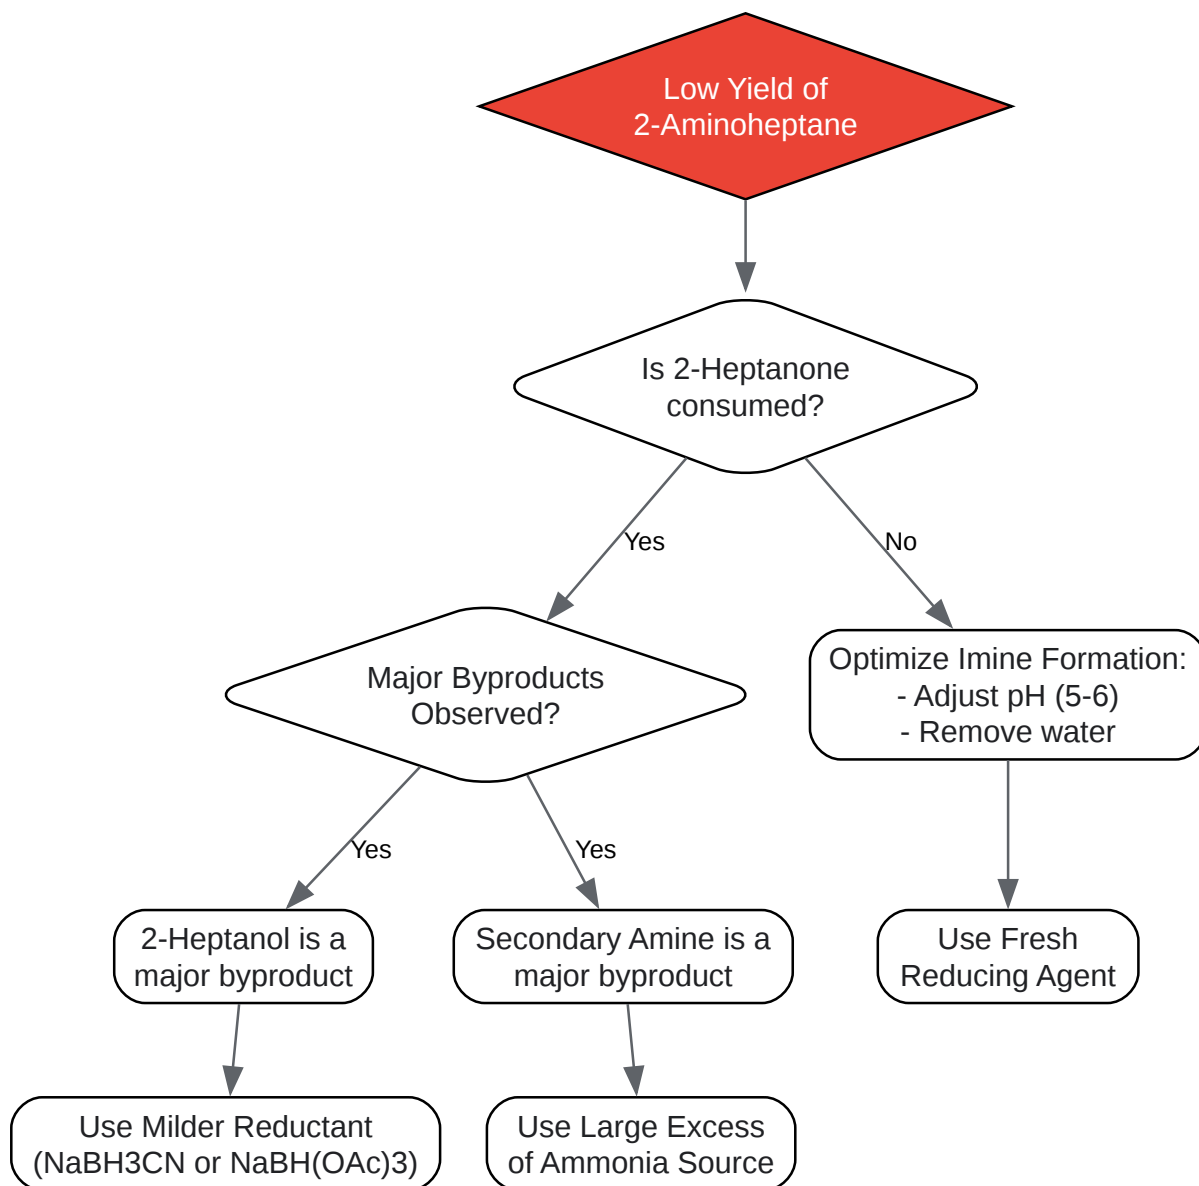 Low Yield of
2-Aminoheptane
Is 2-Heptanone
consumed?
Yes
No
Major Byproducts
Observed?
Optimize Imine Formation:
- Adjust pH (5-6)
- Remove water
Yes
Yes
2-Heptanol is a
major byproduct
Secondary Amine is a
major byproduct
Use Fresh
Reducing Agent
Use Milder Reductant
(NaBH3CN or NaBH(OAc)3)
Use Large Excess
of Ammonia Source